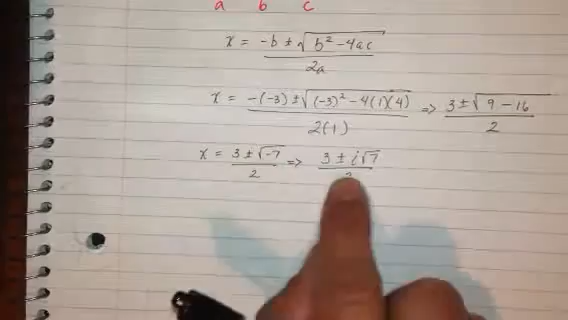 a b c
x = -b ± √b² - 4ac / 2a
x = -(-3) ± √(-3)² - 4(1)(4) / 2(1) => 3 ± √9 - 16 / 2
x = 3 ± √-7 / 2 => 3 ± i√7